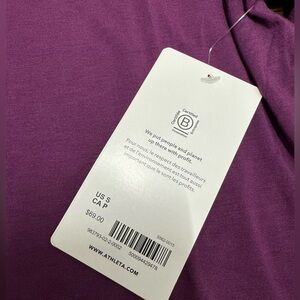 Certified
B
Corporation
We put people and planet
up there with profit.
Pour nous, le respect des travailleurs
et de l'environnement est tout aussi
important que le sont les profits.
US S
CA P
$69.00
WWW.ATHLETA.COM